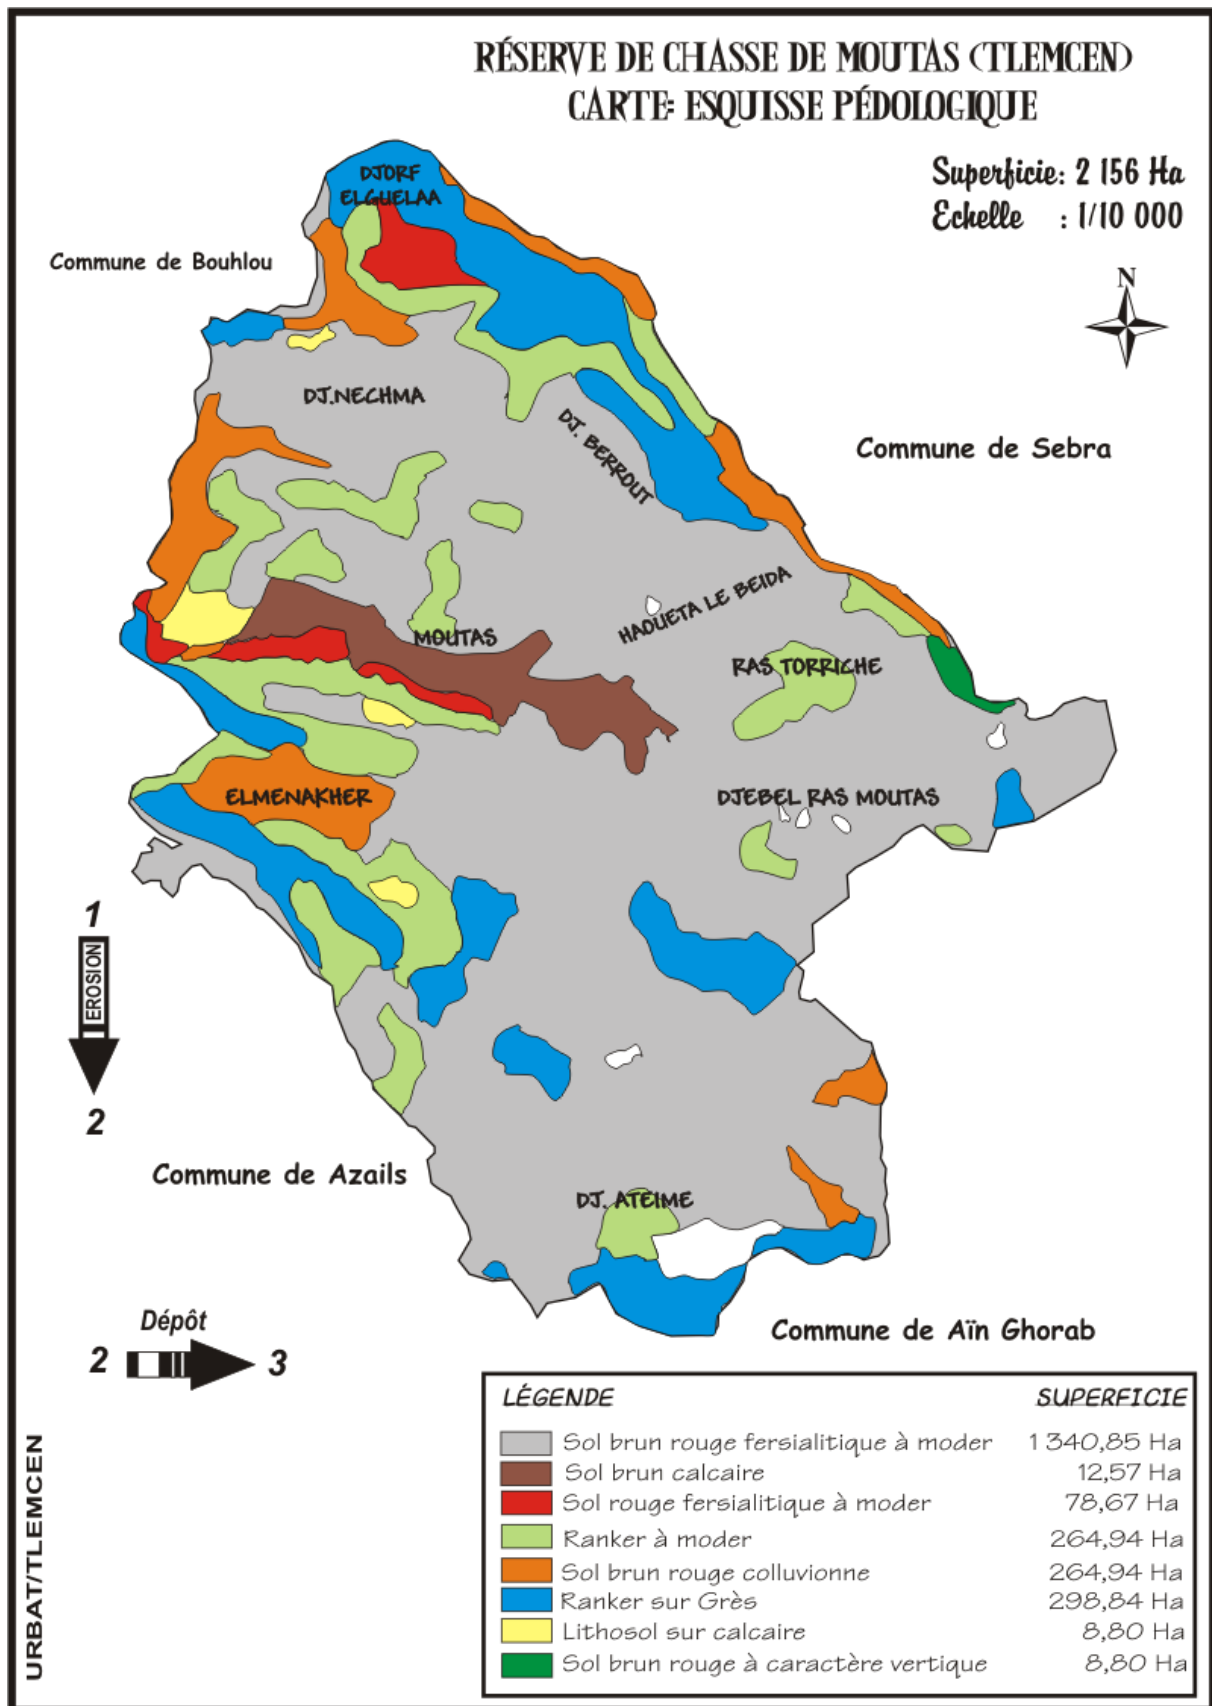 RÉSERVE DE CHASSE DE MOUTAS (TLEMCEN)
CARTE: ESQUISSE PÉDOLOGIQUE
Superficie: 2 156 Ha
Echelle : 1/10 000
N
DJORF
ELGUELAA
Commune de Bouhlou
DJ.NECHMA
DJ. BERROUT
Commune de Sebra
HAOUETA LE BEIDA
MOUTAS
RAS TORRICHE
ELMENAKHER
DJEBEL RAS MOUTAS
1
EROSION
2
Commune de Azails
DJ. ATEIME
Dépôt
2 3
Commune de Aïn Ghorab
LÉGENDE SUPERFICIE
Sol brun rouge fersialitique à moder 1 340,85 Ha
Sol brun calcaire 12,57 Ha
Sol rouge fersialitique à moder 78,67 Ha
Ranker à moder 264,94 Ha
Sol brun rouge colluvionne 264,94 Ha
Ranker sur Grès 298,84 Ha
Lithosol sur calcaire 8,80 Ha
Sol brun rouge à caractère vertique 8,80 Ha
URBAT/TLEMCEN